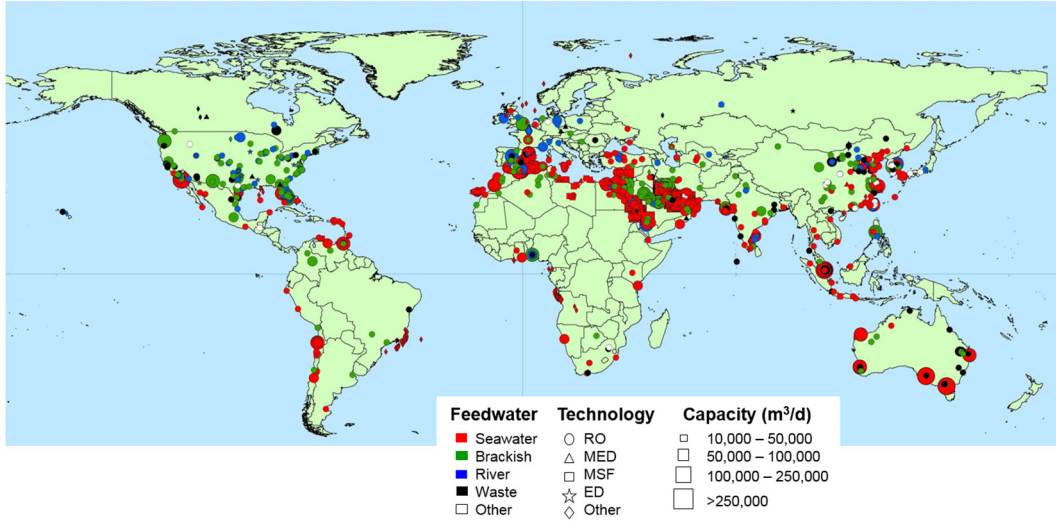 Feedwater Technology Capacity (m³/d)
Seawater RO 10,000 – 50,000
Brackish MED 50,000 – 100,000
River MSF 100,000 – 250,000
Waste ED >250,000
Other Other